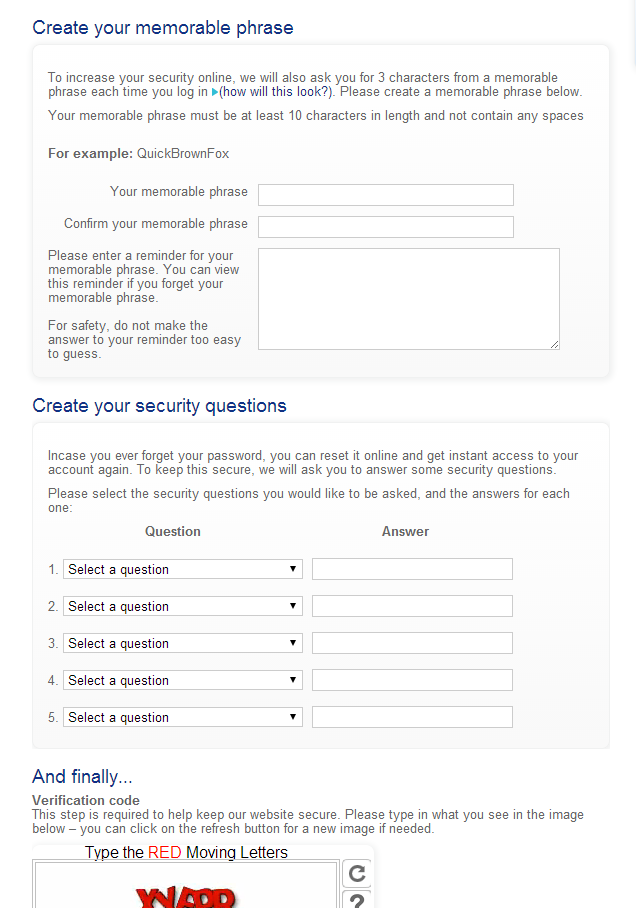 Create your memorable phrase
To increase your security online, we will also ask you for 3 characters from a memorable
phrase each time you log in (how will this look?). Please create a memorable phrase below.
Your memorable phrase must be at least 10 characters in length and not contain any spaces
For example: QuickBrownFox
Your memorable phrase
Confirm your memorable phrase
Please enter a reminder for your
memorable phrase. You can view
this reminder if you forget your
memorable phrase.
For safety, do not make the
answer to your reminder too easy
to guess.
Create your security questions
Incase you ever forget your password, you can reset it online and get instant access to your
account again. To keep this secure, we will ask you to answer some security questions.
Please select the security questions you would like to be asked, and the answers for each
one:
Question Answer
1. Select a question
2. Select a question
3. Select a question
4. Select a question
5. Select a question
And finally...
Verification code
This step is required to help keep our website secure. Please type in what you see in the image
below – you can click on the refresh button for a new image if needed.
Type the RED Moving Letters
?